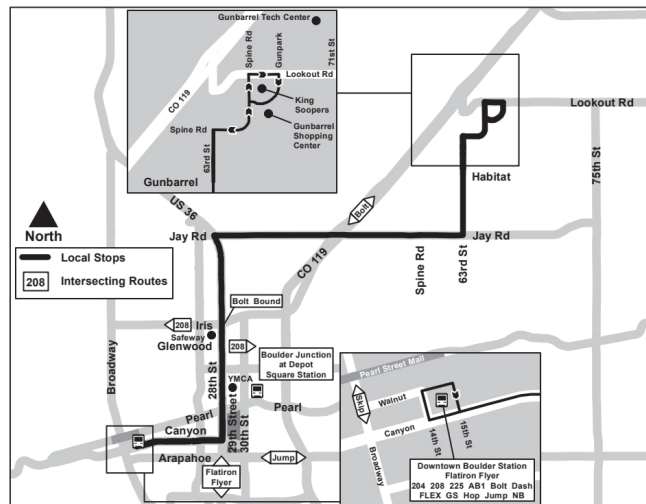 Gunbarrel Tech Center
Spine Rd
Gunpark
71st St
Lookout Rd
CO 119
King
Soopers
Spine Rd
Gunbarrel
Shopping
Center
63rd St
Gunbarrel
Lookout Rd
75th St
Habitat
US 36
Bolt
North
Jay Rd
Spine Rd
63rd St
Jay Rd
CO 119
Local Stops
208 Intersecting Routes
Bolt Bound
208 Iris
Safeway
Glenwood
208
Boulder Junction
at Depot
Square Station
Broadway
28th St
YMCA
29th Street
30th St
Pearl
Pearl
Canyon
Arapahoe
Flatiron
Flyer
Jump
Pearl Street Mall
Skip
Walnut
Canyon
Broadway
14th St
15th St
Downtown Boulder Station
Flatiron Flyer
204 208 225 AB1 Bolt Dash
FLEX GS Hop Jump NB